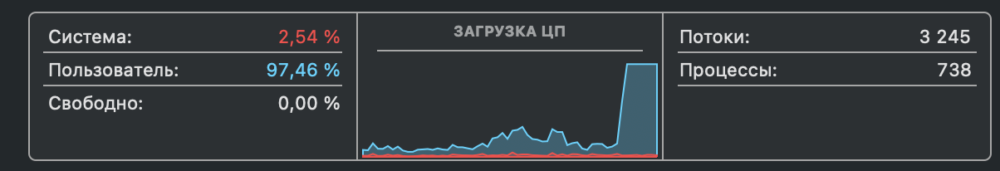 Система: 2,54 %
Пользователь: 97,46 %
Свободно: 0,00 %
ЗАГРУЗКА ЦП
Потоки: 3 245
Процессы: 738